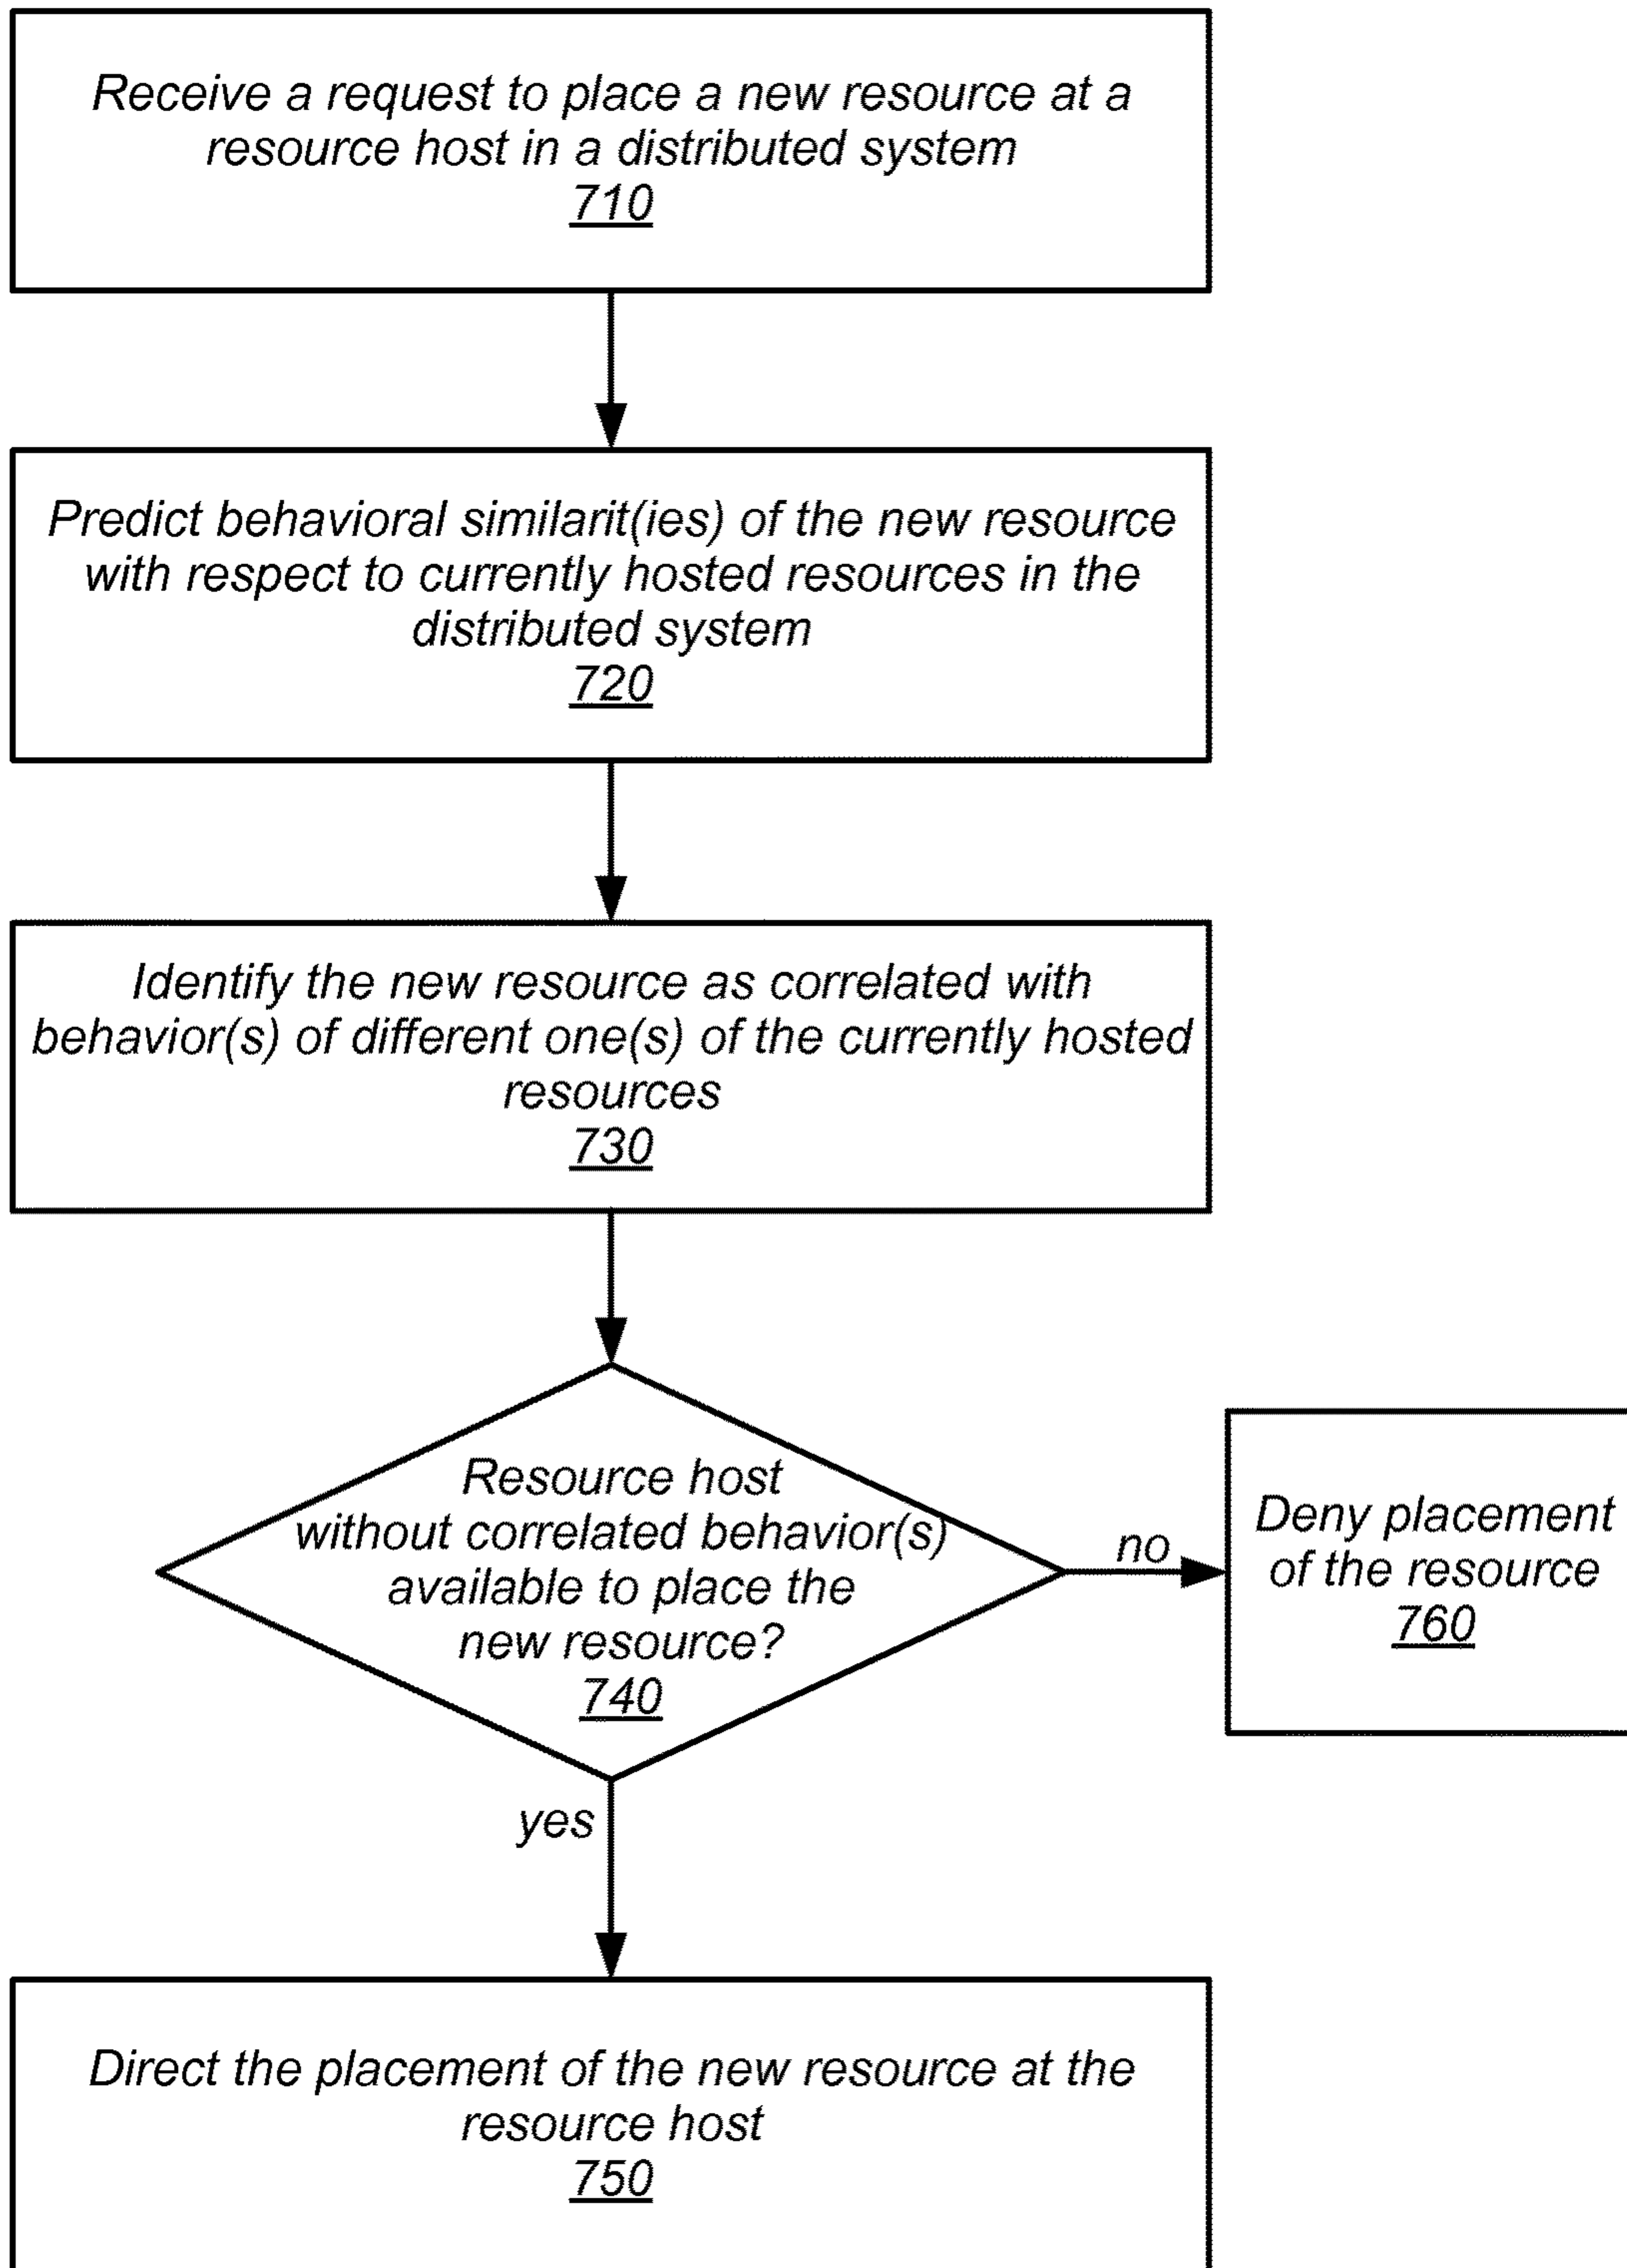 Receive a request to place a new resource at a
resource host in a distributed system
710
Predict behavioral similarit(ies) of the new resource
with respect to currently hosted resources in the
distributed system
720
Identify the new resource as correlated with
behavior(s) of different one(s) of the currently hosted
resources
730
Resource host
without correlated behavior(s)
available to place the
new resource?
740
no
Deny placement
of the resource
760
yes
Direct the placement of the new resource at the
resource host
750